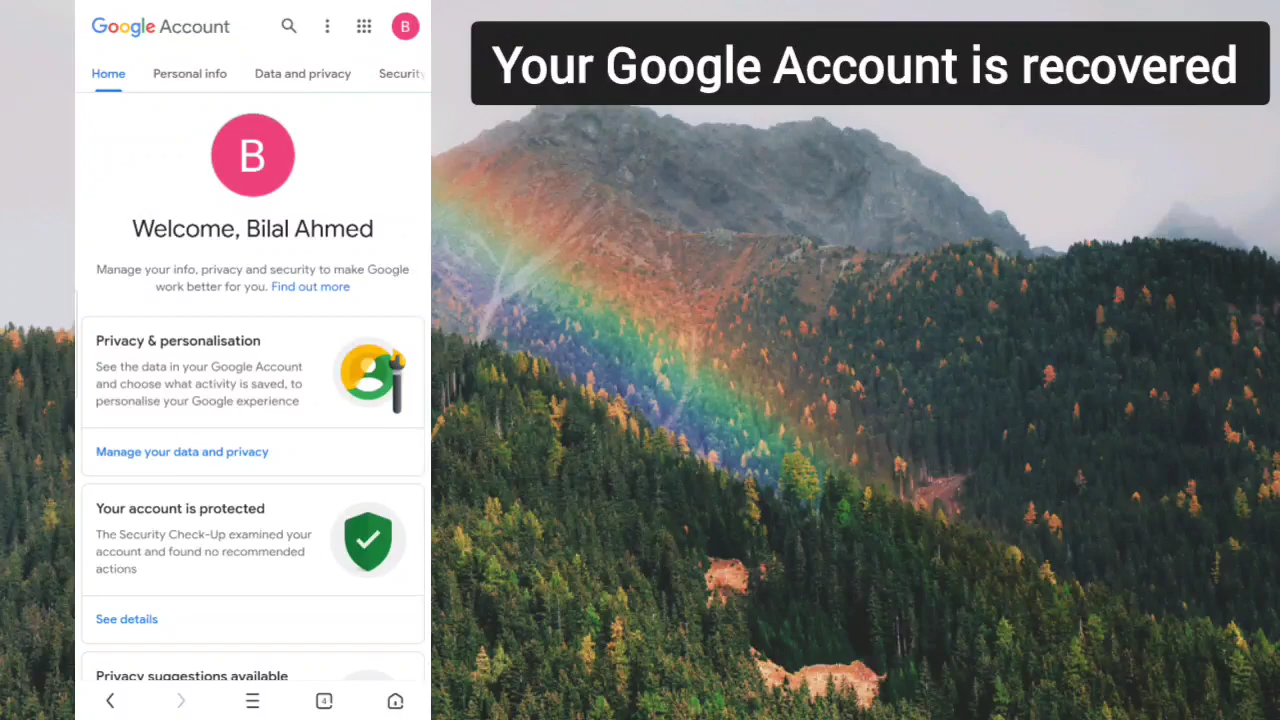 Google Account
B
Home Personal info Data and privacy Security
B
Welcome, Bilal Ahmed
Manage your info, privacy and security to make Google
work better for you. Find out more
Privacy & personalisation
See the data in your Google Account
and choose what activity is saved, to
personalise your Google experience
Manage your data and privacy
Your account is protected
The Security Check-Up examined your
account and found no recommended
actions
See details
Privacy suggestions available
4
Your Google Account is recovered